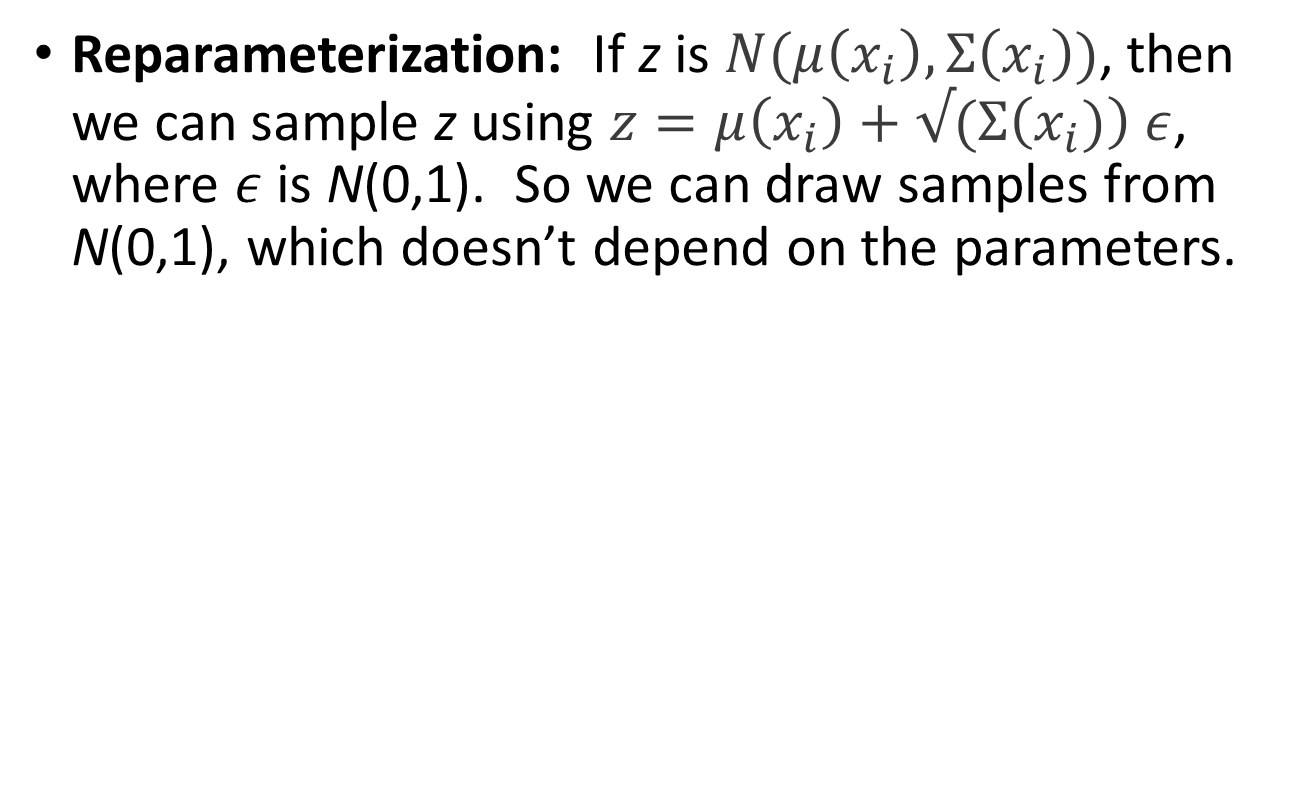 • Reparameterization: If z is N(μ(xᵢ), Σ(xᵢ)), then
we can sample z using z = μ(xᵢ) + √(Σ(xᵢ)) ϵ,
where ϵ is N(0,1). So we can draw samples from
N(0,1), which doesn’t depend on the parameters.